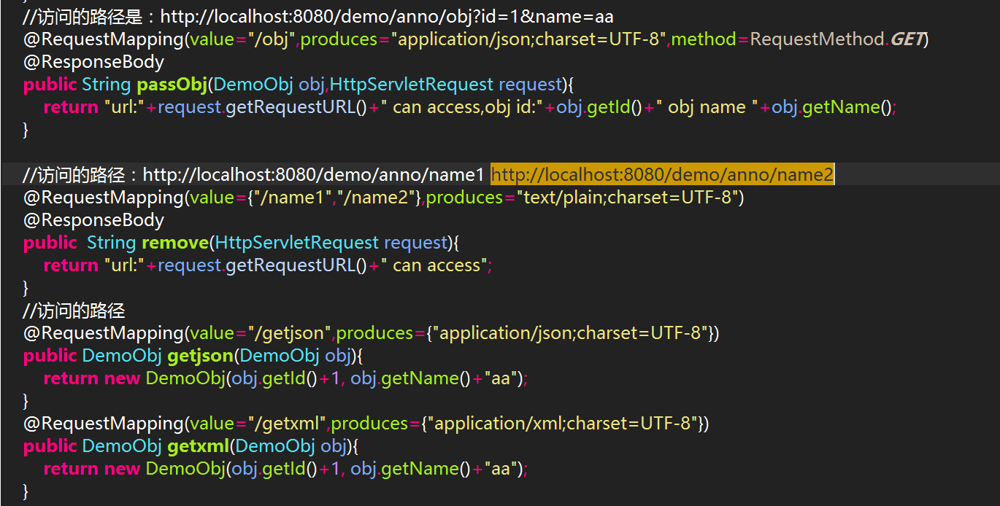 }
//访问的路径是：http://localhost:8080/demo/anno/obj?id=1&name=aa
@RequestMapping(value="/obj",produces="application/json;charset=UTF-8",method=RequestMethod.GET)
@ResponseBody
public String passObj(DemoObj obj,HttpServletRequest request){
return "url:"+request.getRequestURL()+" can access,obj id:"+obj.getId()+" obj name "+obj.getName();
}
//访问的路径：http://localhost:8080/demo/anno/name1 http://localhost:8080/demo/anno/name2
@RequestMapping(value={"/name1","/name2"},produces="text/plain;charset=UTF-8")
@ResponseBody
public  String remove(HttpServletRequest request){
return "url:"+request.getRequestURL()+" can access";
}
//访问的路径
@RequestMapping(value="/getjson",produces={"application/json;charset=UTF-8"})
public DemoObj getjson(DemoObj obj){
return new DemoObj(obj.getId()+1, obj.getName()+"aa");
}
@RequestMapping(value="/getxml",produces={"application/xml;charset=UTF-8"})
public DemoObj getxml(DemoObj obj){
return new DemoObj(obj.getId()+1, obj.getName()+"aa");
}